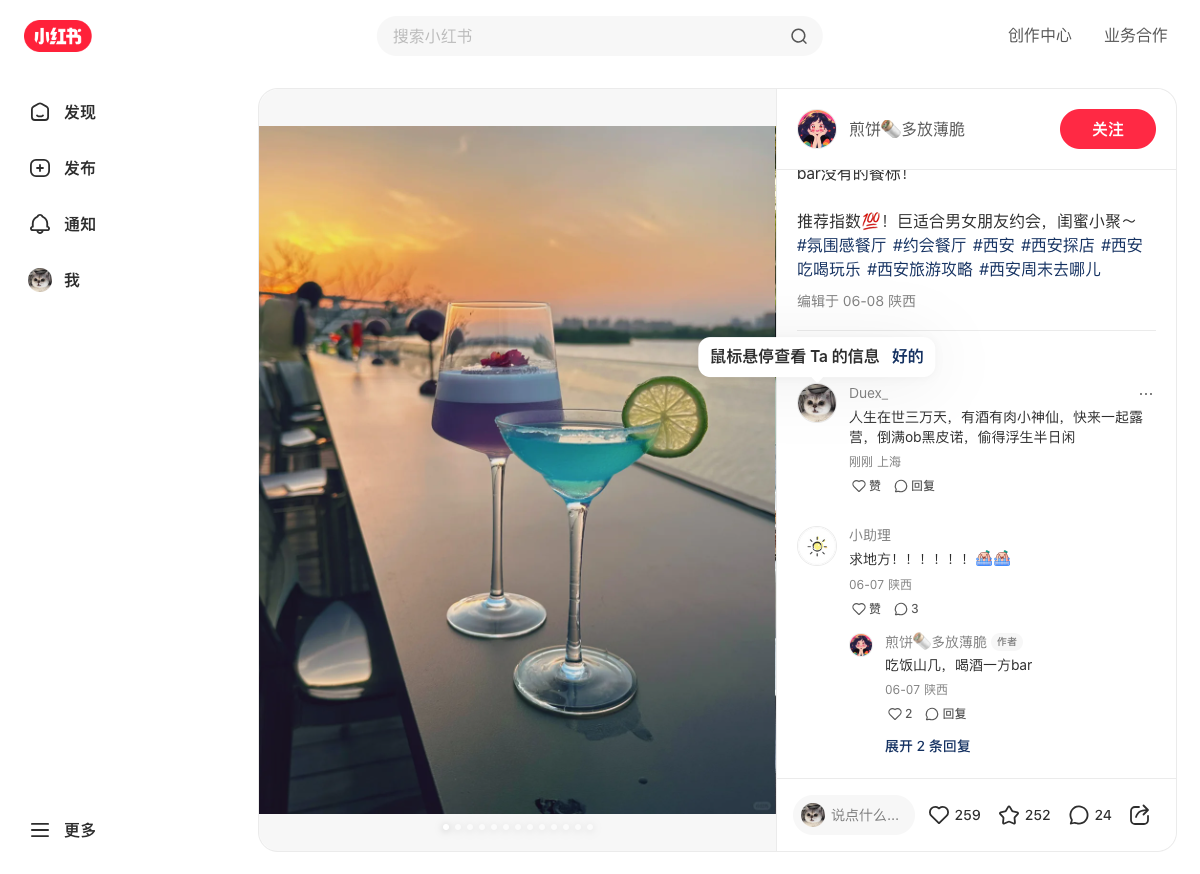 小红书
搜索小红书
创作中心
业务合作
发现
发布
通知
我
更多
煎饼🌯多放薄脆
关注
bar没有的餐标！
推荐指数💯！巨适合男女朋友约会，闺蜜小聚～
#氛围感餐厅 #约会餐厅 #西安 #西安探店 #西安
吃喝玩乐 #西安旅游攻略 #西安周末去哪儿
编辑于 06-08 陕西
鼠标悬停查看 Ta 的信息 好的
Duex_
人生在世三万天，有酒有肉小神仙，快来一起露
营，倒满ob黑皮诺，偷得浮生半日闲
刚刚 上海
赞 回复
小助理
求地方！！！！！！
06-07 陕西
赞 3
煎饼🌯多放薄脆 作者
吃饭山几，喝酒一方bar
06-07 陕西
2 回复
展开 2 条回复
说点什么...
259
252
24